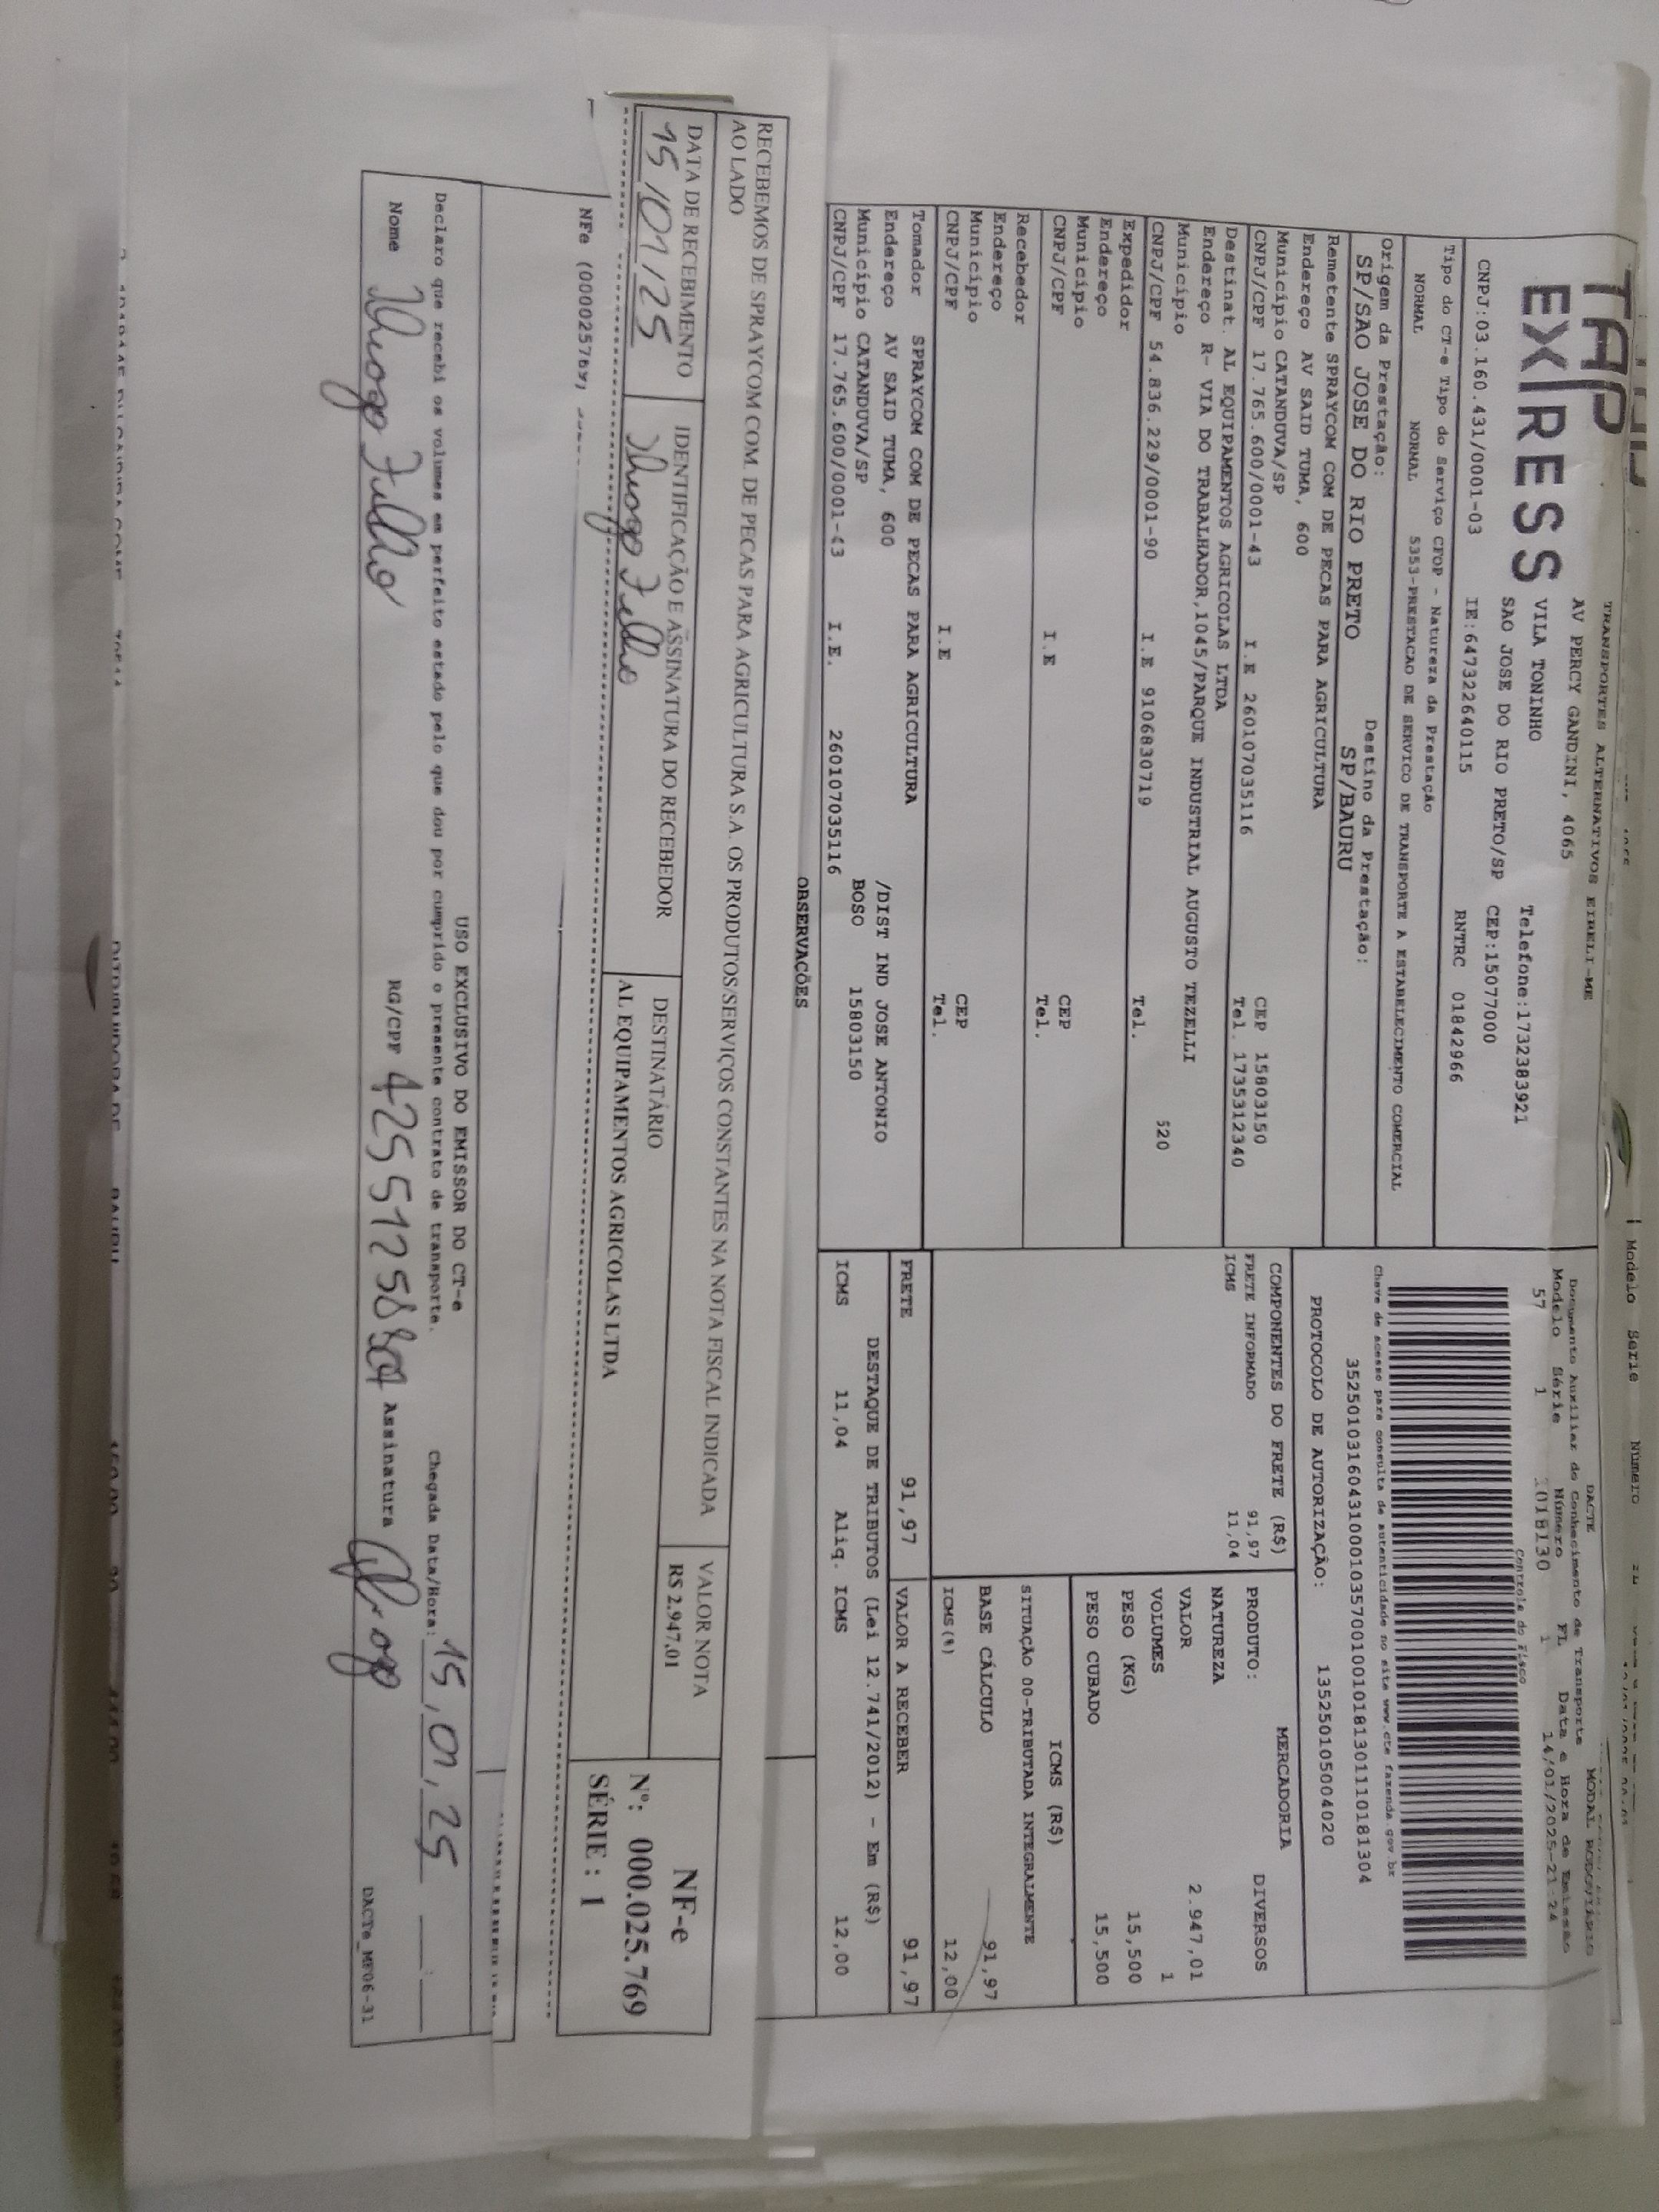 TAP
EXPRESS
TRANSPORTES ALTERNATIVOS EIRELI-ME
AV PERCY GANDINI, 4065
VILA TONINHO Telefone:1732383921
SAO JOSE DO RIO PRETO/SP CEP:15077000
CNPJ:03.160.431/0001-03 IE:647322640115 RNTRC 01842966
Tipo do CT-e Tipo do Serviço CFOP - Natureza da Prestação
NORMAL NORMAL 5353-PRESTACAO DE SERVICO DE TRANSPORTE A ESTABELECIMENTO COMERCIAL
Origem da Prestação: Destino da Prestação:
SP/SAO JOSE DO RIO PRETO SP/BAURU
Remetente SPRAYCOM COM DE PECAS PARA AGRICULTURA
Endereço AV SAID TUMA, 600
Município CATANDUVA/SP CEP 15803150
CNPJ/CPF 17.765.600/0001-43 I.E 260107035116 Tel. 1735312340
Destinat. AL EQUIPAMENTOS AGRICOLAS LTDA
Endereço R- VIA DO TRABALHADOR,1045/PARQUE INDUSTRIAL AUGUSTO TEZELLI
Município 520
CNPJ/CPF 54.836.229/0001-90 I.E 9106830719 Tel.
Expedidor
Endereço
Município CEP
CNPJ/CPF I.E Tel.
Recebedor
Endereço
Município CEP
CNPJ/CPF I.E Tel.
Tomador SPRAYCOM COM DE PECAS PARA AGRICULTURA
Endereço AV SAID TUMA, 600 /DIST IND JOSE ANTONIO
Município CATANDUVA/SP BOSO 15803150
CNPJ/CPF 17.765.600/0001-43 I.E. 260107035116
OBSERVAÇÕES
Modelo Serie Número
DACTE
Documento Auxiliar do Conhecimento de Transporte MODAL RODOVIÁRIO
Modelo Série Número FL Data e Hora de Emissão
57 1 1018130 1 14/01/2025-21:24
Controle do Fisco
Chave de acesso para consulta de autenticidade no site www.cte.fazenda.gov.br
35250103160431000103570010010181301110181304
PROTOCOLO DE AUTORIZAÇÃO: 135250105004020
COMPONENTES DO FRETE (R$)
FRETE INFORMADO 91,97
ICMS 11,04
MERCADORIA
PRODUTO: DIVERSOS
NATUREZA
VALOR 2.947,01
VOLUMES 1
PESO (KG) 15,500
PESO CUBADO 15,500
ICMS (R$)
SITUAÇÃO 00-TRIBUTADA INTEGRALMENTE
BASE CÁLCULO 91,97
ICMS(%) 12,00
FRETE 91,97 VALOR A RECEBER 91,97
DESTAQUE DE TRIBUTOS (Lei 12.741/2012) - Em (R$)
ICMS 11,04 Aliq. ICMS 12,00
RECEBEMOS DE SPRAYCOM COM. DE PECAS PARA AGRICULTURA S.A. OS PRODUTOS/SERVIÇOS CONSTANTES NA NOTA FISCAL INDICADA
AO LADO
DATA DE RECEBIMENTO IDENTIFICAÇÃO E ASSINATURA DO RECEBEDOR DESTINATÁRIO VALOR NOTA
15/01/25 AL EQUIPAMENTOS AGRICOLAS LTDA R$ 2.947,01
NF-e
Nº: 000.025.769
SÉRIE : 1
NFe (000025769,
USO EXCLUSIVO DO EMISSOR DO CT-e
Declaro que recebi os volumes em perfeito estado pelo que dou por cumprido o presente contrato de transporte. Chegada Data/Hora: 15,01,25
Nome RG/CPF Assinatura
DACTe_MF06-31